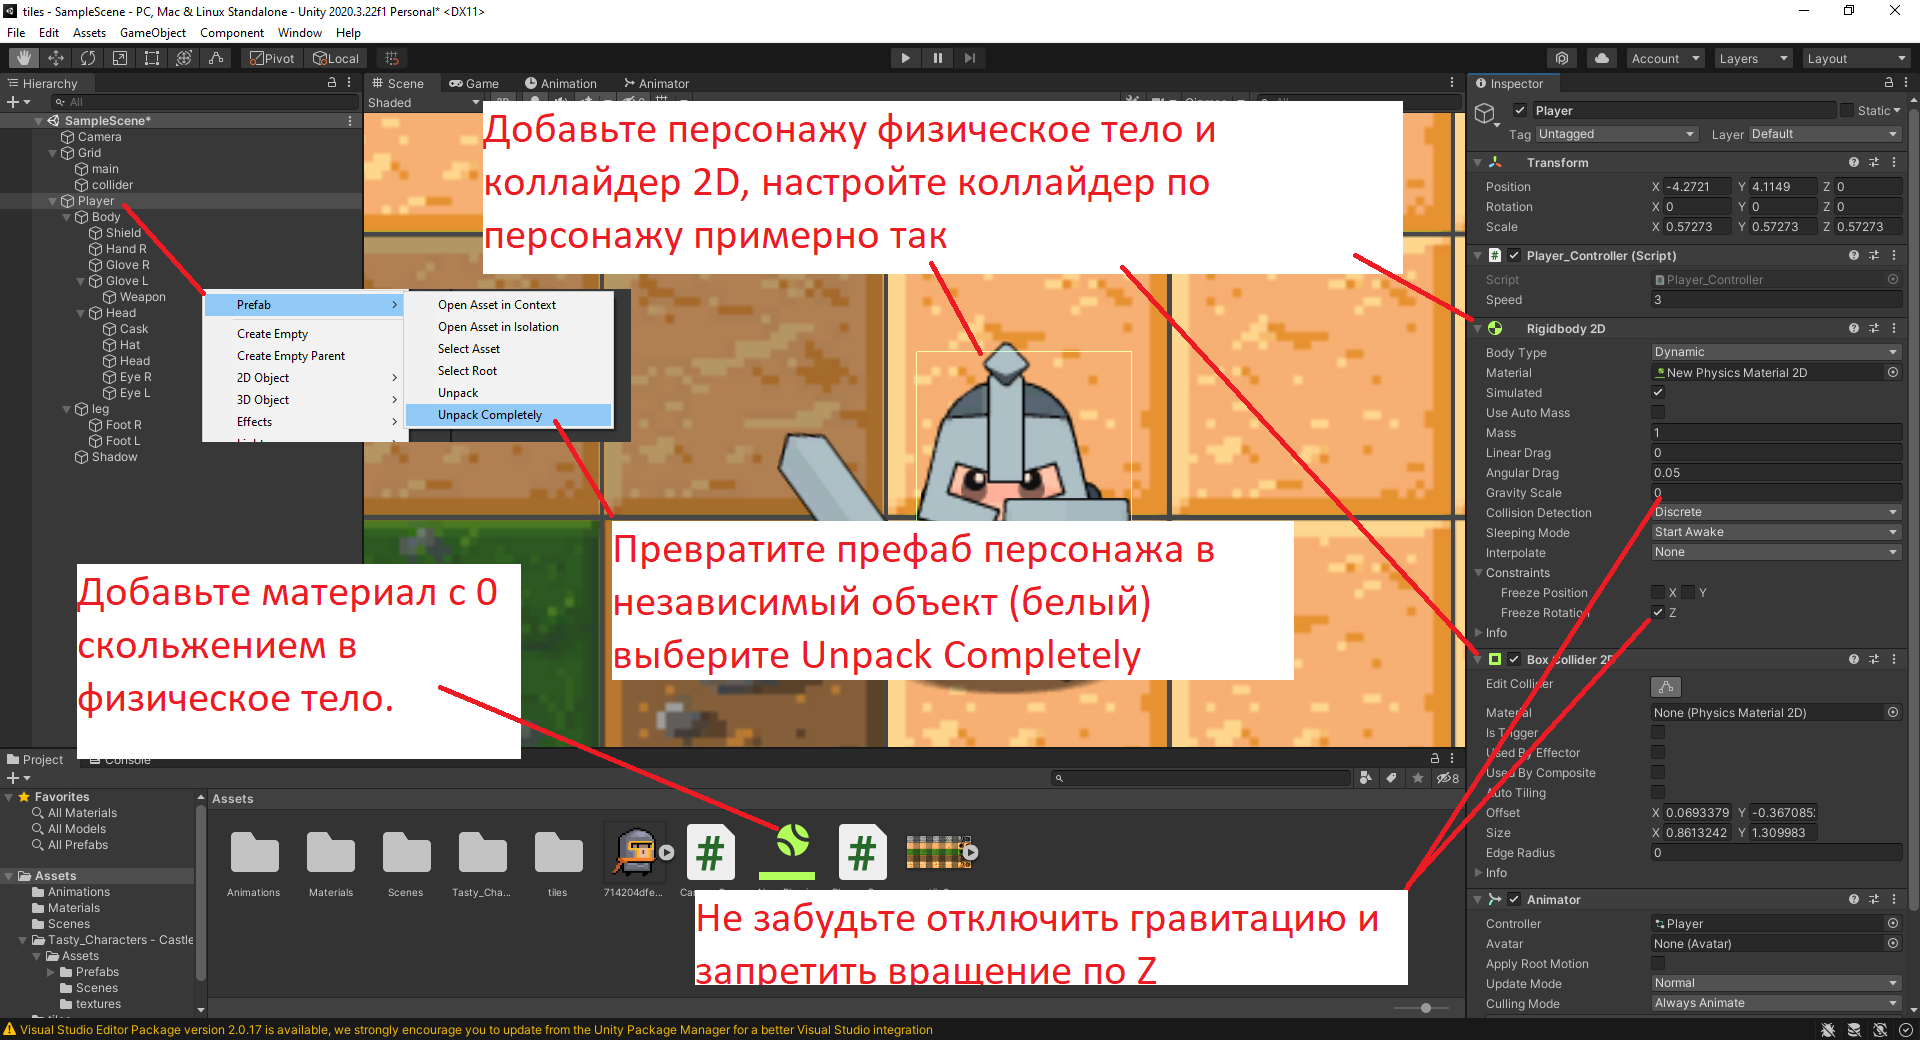 tiles - SampleScene - PC, Mac & Linux Standalone - Unity 2020.3.22f1 Personal* <DX11>
File Edit Assets GameObject Component Window Help
Pivot Local Account Layers Layout
Hierarchy
All
SampleScene*
Camera
Grid
main
collider
Player
Body
Shield
Hand R
Glove R
Glove L
Weapon
Head
Cask
Hat
Head
Eye R
Eye L
leg
Foot R
Foot L
Shadow
Prefab
Create Empty
Create Empty Parent
2D Object
3D Object
Effects
Open Asset in Context
Open Asset in Isolation
Select Asset
Select Root
Unpack
Unpack Completely
Scene Game Animation Animator
Shaded
Добавьте персонажу физическое тело и
коллайдер 2D, настройте коллайдер по
персонажу примерно так
Превратите префаб персонажа в
независимый объект (белый)
выберите Unpack Completely
Добавьте материал с 0
скольжением в
физическое тело.
Не забудьте отключить гравитацию и
запретить вращение по Z
Inspector
Player Static
Tag Untagged Layer Default
Transform
Position X -4.2721 Y 4.1149 Z 0
Rotation X 0 Y 0 Z 0
Scale X 0.57273 Y 0.57273 Z 0.57273
Player_Controller (Script)
Script Player_Controller
Speed 3
Rigidbody 2D
Body Type Dynamic
Material New Physics Material 2D
Simulated
Use Auto Mass
Mass 1
Linear Drag 0
Angular Drag 0.05
Gravity Scale 0
Collision Detection Discrete
Sleeping Mode Start Awake
Interpolate None
Constraints
Freeze Position X Y
Freeze Rotation Z
Info
Box Collider 2D
Edit Collider
Material None (Physics Material 2D)
Is Trigger
Used By Effector
Used By Composite
Auto Tiling
Offset X 0.0693379 Y -0.367085
Size X 0.8613242 Y 1.309983
Edge Radius 0
Info
Animator
Controller Player
Avatar None (Avatar)
Apply Root Motion
Update Mode Normal
Culling Mode Always Animate
Project Console
8
Favorites
All Materials
All Models
All Prefabs
Assets
Animations
Materials
Scenes
Tasty_Characters - Castle
Assets
Prefabs
Scenes
textures
Assets
Animations Materials Scenes Tasty_Cha... tiles 714204dfe...
Visual Studio Editor Package version 2.0.17 is available, we strongly encourage you to update from the Unity Package Manager for a better Visual Studio integration